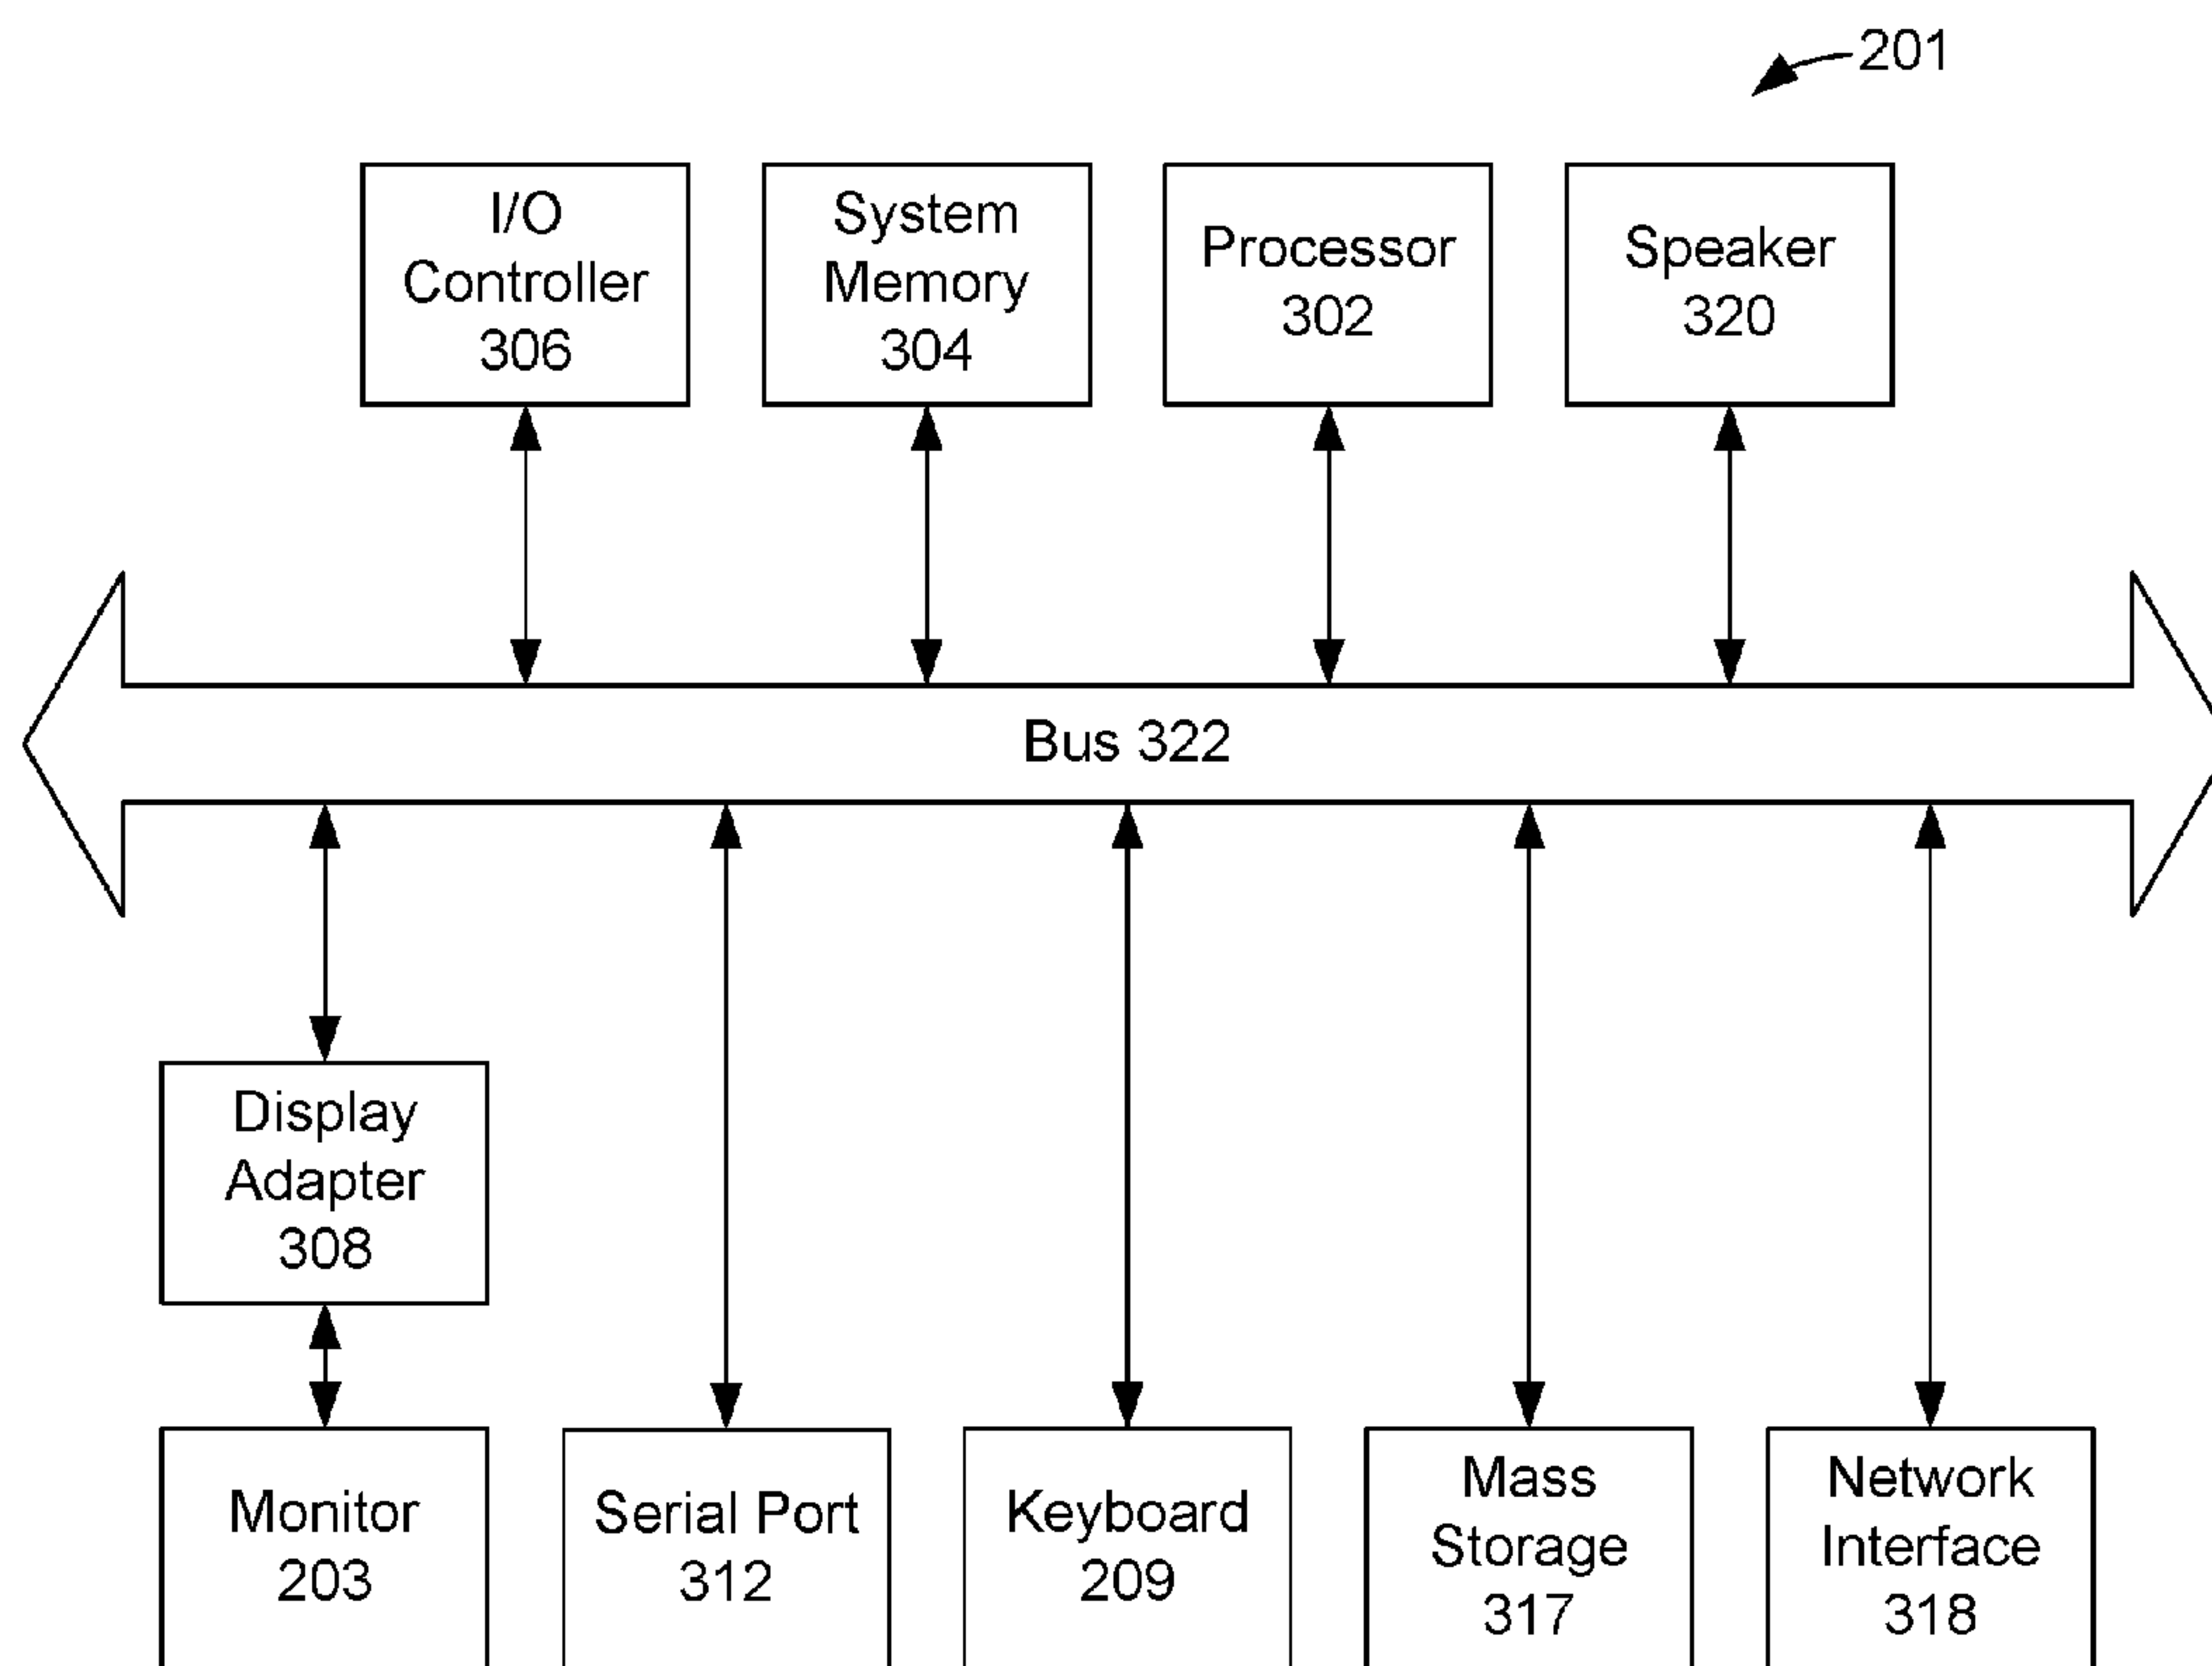 201
I/O
Controller
306
System
Memory
304
Processor
302
Speaker
320
Bus 322
Display
Adapter
308
Monitor
203
Serial Port
312
Keyboard
209
Mass
Storage
317
Network
Interface
318